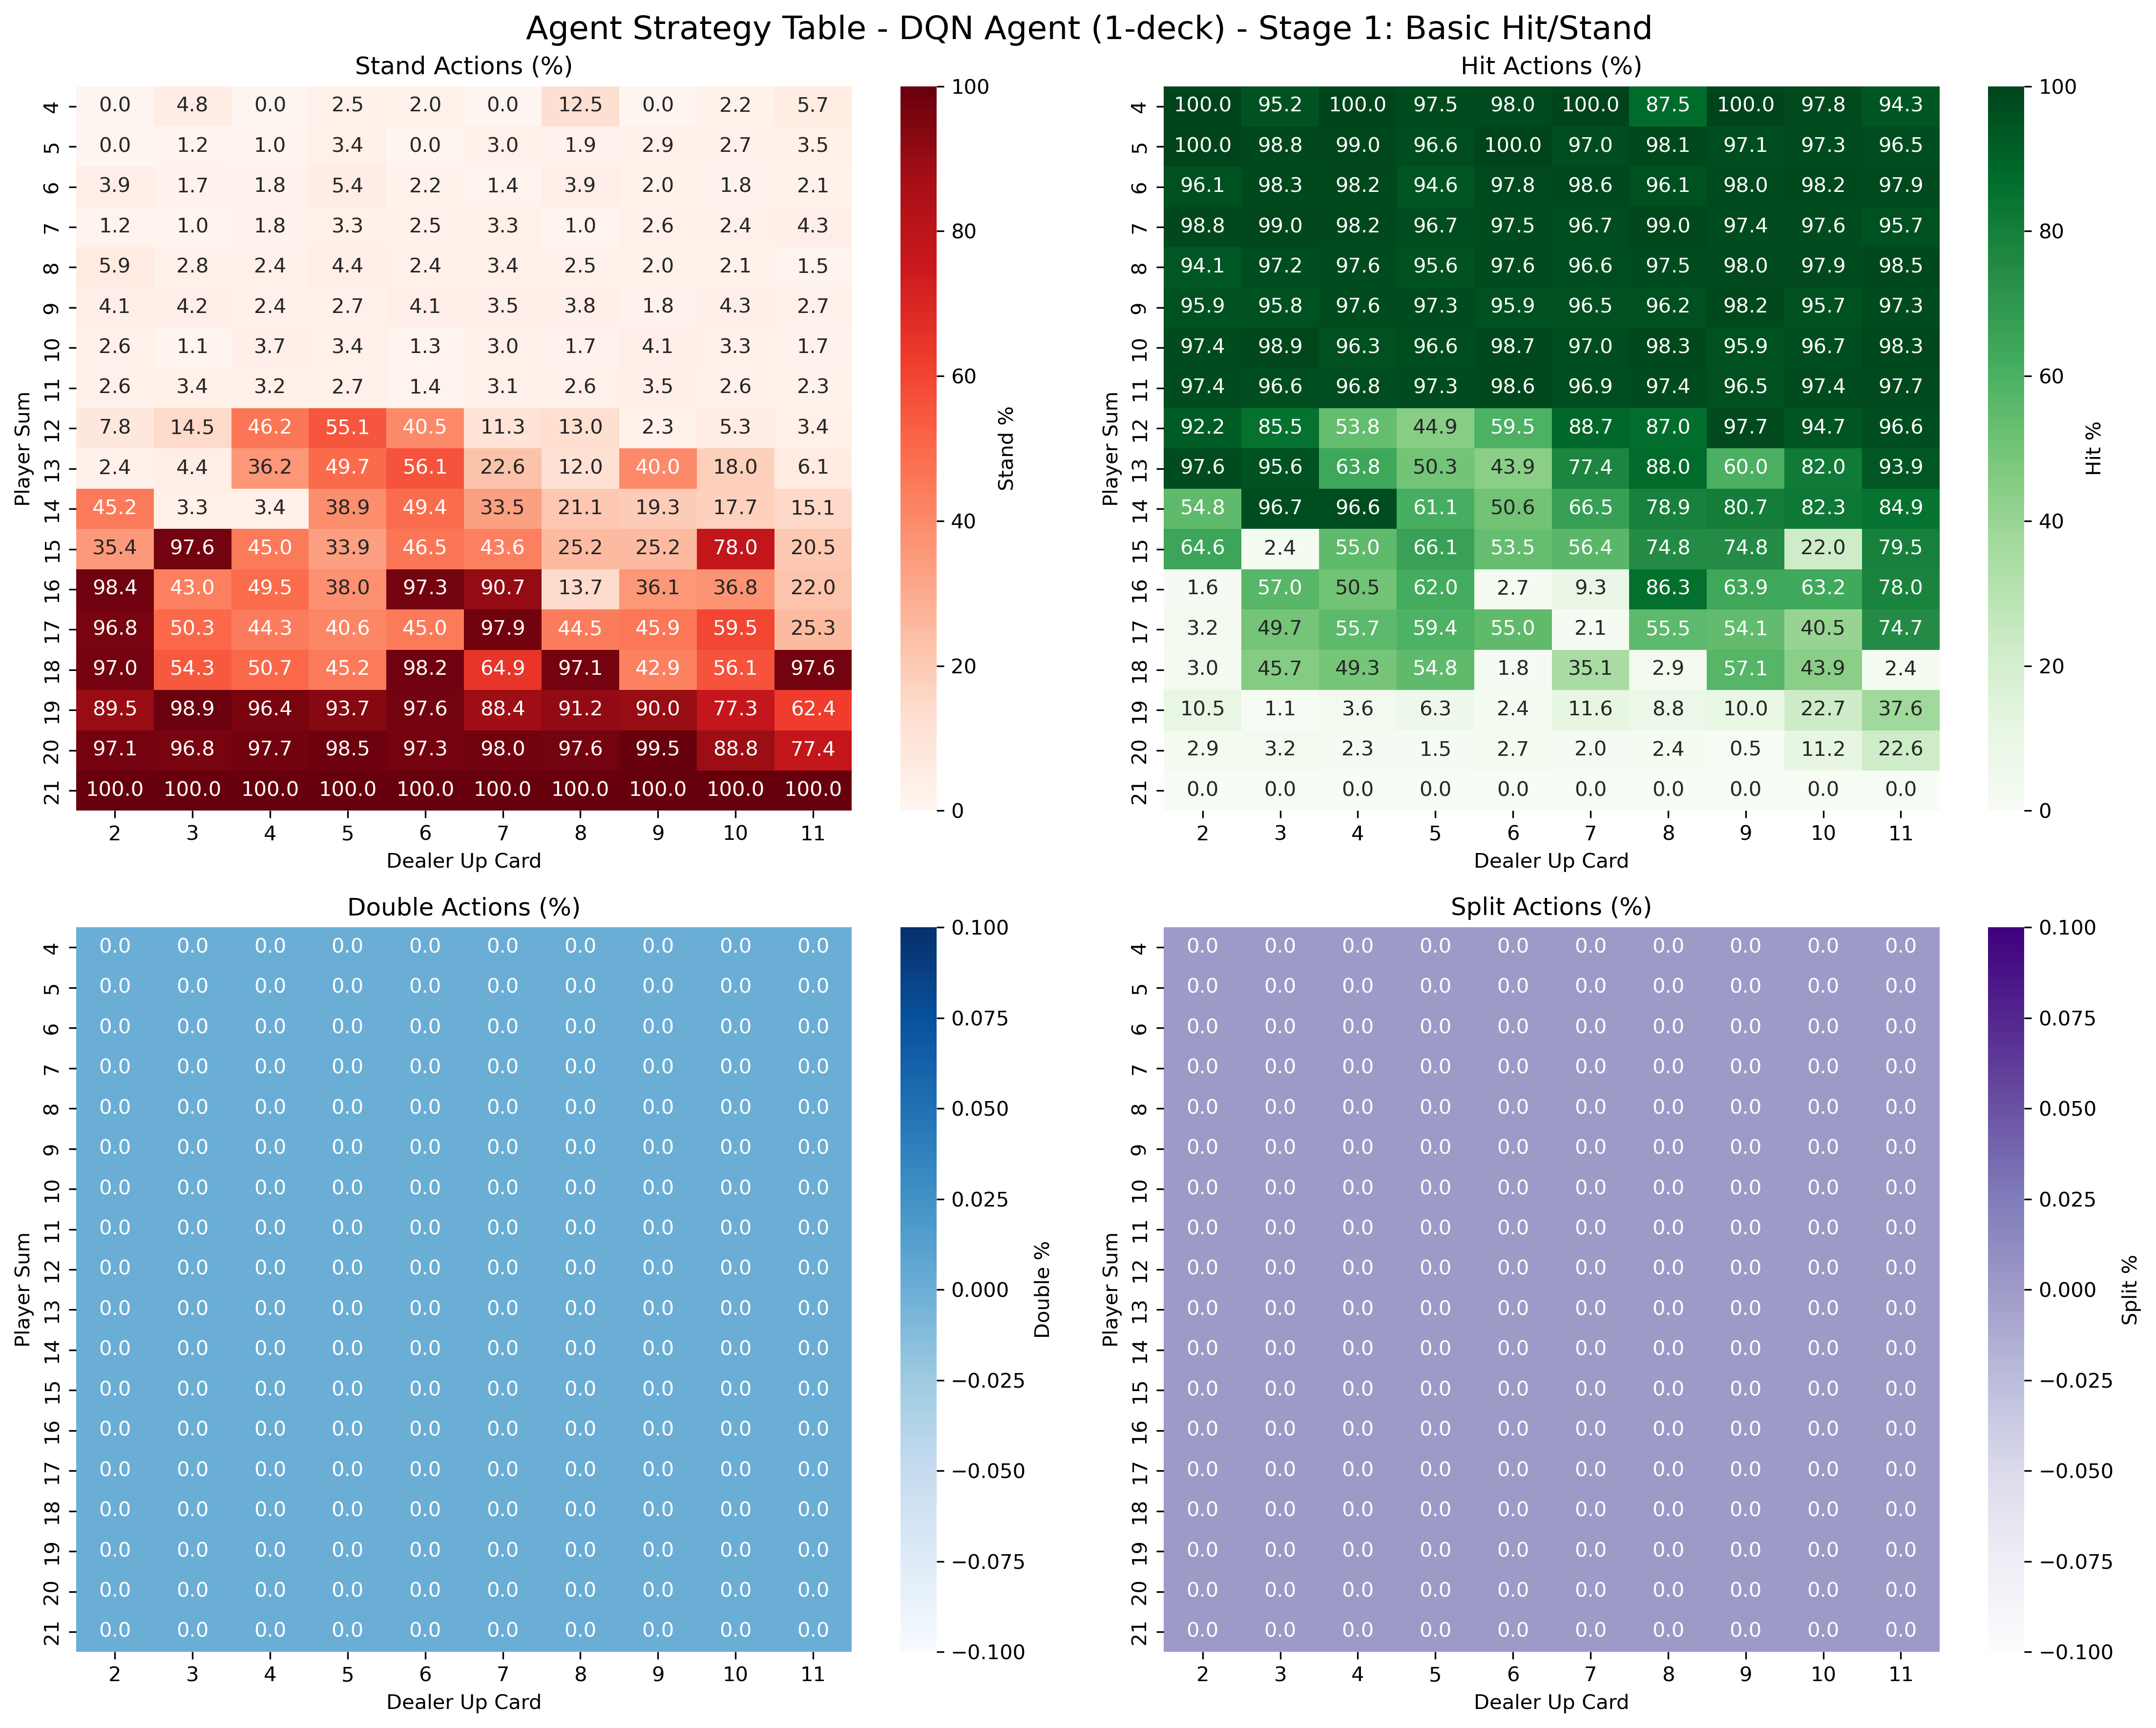 Agent Strategy Table - DQN Agent (1-deck) - Stage 1: Basic Hit/Stand
Stand Actions (%)
4 0.0 4.8 0.0 2.5 2.0 0.0 12.5 0.0 2.2 5.7
5 0.0 1.2 1.0 3.4 0.0 3.0 1.9 2.9 2.7 3.5
6 3.9 1.7 1.8 5.4 2.2 1.4 3.9 2.0 1.8 2.1
7 1.2 1.0 1.8 3.3 2.5 3.3 1.0 2.6 2.4 4.3
8 5.9 2.8 2.4 4.4 2.4 3.4 2.5 2.0 2.1 1.5
9 4.1 4.2 2.4 2.7 4.1 3.5 3.8 1.8 4.3 2.7
10 2.6 1.1 3.7 3.4 1.3 3.0 1.7 4.1 3.3 1.7
11 2.6 3.4 3.2 2.7 1.4 3.1 2.6 3.5 2.6 2.3
12 7.8 14.5 46.2 55.1 40.5 11.3 13.0 2.3 5.3 3.4
13 2.4 4.4 36.2 49.7 56.1 22.6 12.0 40.0 18.0 6.1
14 45.2 3.3 3.4 38.9 49.4 33.5 21.1 19.3 17.7 15.1
15 35.4 97.6 45.0 33.9 46.5 43.6 25.2 25.2 78.0 20.5
16 98.4 43.0 49.5 38.0 97.3 90.7 13.7 36.1 36.8 22.0
17 96.8 50.3 44.3 40.6 45.0 97.9 44.5 45.9 59.5 25.3
18 97.0 54.3 50.7 45.2 98.2 64.9 97.1 42.9 56.1 97.6
19 89.5 98.9 96.4 93.7 97.6 88.4 91.2 90.0 77.3 62.4
20 97.1 96.8 97.7 98.5 97.3 98.0 97.6 99.5 88.8 77.4
21 100.0 100.0 100.0 100.0 100.0 100.0 100.0 100.0 100.0 100.0
2 3 4 5 6 7 8 9 10 11
Player Sum
Dealer Up Card
100
80
60
40
20
0
Stand %
Hit Actions (%)
4 100.0 95.2 100.0 97.5 98.0 100.0 87.5 100.0 97.8 94.3
5 100.0 98.8 99.0 96.6 100.0 97.0 98.1 97.1 97.3 96.5
6 96.1 98.3 98.2 94.6 97.8 98.6 96.1 98.0 98.2 97.9
7 98.8 99.0 98.2 96.7 97.5 96.7 99.0 97.4 97.6 95.7
8 94.1 97.2 97.6 95.6 97.6 96.6 97.5 98.0 97.9 98.5
9 95.9 95.8 97.6 97.3 95.9 96.5 96.2 98.2 95.7 97.3
10 97.4 98.9 96.3 96.6 98.7 97.0 98.3 95.9 96.7 98.3
11 97.4 96.6 96.8 97.3 98.6 96.9 97.4 96.5 97.4 97.7
12 92.2 85.5 53.8 44.9 59.5 88.7 87.0 97.7 94.7 96.6
13 97.6 95.6 63.8 50.3 43.9 77.4 88.0 60.0 82.0 93.9
14 54.8 96.7 96.6 61.1 50.6 66.5 78.9 80.7 82.3 84.9
15 64.6 2.4 55.0 66.1 53.5 56.4 74.8 74.8 22.0 79.5
16 1.6 57.0 50.5 62.0 2.7 9.3 86.3 63.9 63.2 78.0
17 3.2 49.7 55.7 59.4 55.0 2.1 55.5 54.1 40.5 74.7
18 3.0 45.7 49.3 54.8 1.8 35.1 2.9 57.1 43.9 2.4
19 10.5 1.1 3.6 6.3 2.4 11.6 8.8 10.0 22.7 37.6
20 2.9 3.2 2.3 1.5 2.7 2.0 2.4 0.5 11.2 22.6
21 0.0 0.0 0.0 0.0 0.0 0.0 0.0 0.0 0.0 0.0
2 3 4 5 6 7 8 9 10 11
Player Sum
Dealer Up Card
100
80
60
40
20
0
Hit %
Double Actions (%)
4 0.0 0.0 0.0 0.0 0.0 0.0 0.0 0.0 0.0 0.0
5 0.0 0.0 0.0 0.0 0.0 0.0 0.0 0.0 0.0 0.0
6 0.0 0.0 0.0 0.0 0.0 0.0 0.0 0.0 0.0 0.0
7 0.0 0.0 0.0 0.0 0.0 0.0 0.0 0.0 0.0 0.0
8 0.0 0.0 0.0 0.0 0.0 0.0 0.0 0.0 0.0 0.0
9 0.0 0.0 0.0 0.0 0.0 0.0 0.0 0.0 0.0 0.0
10 0.0 0.0 0.0 0.0 0.0 0.0 0.0 0.0 0.0 0.0
11 0.0 0.0 0.0 0.0 0.0 0.0 0.0 0.0 0.0 0.0
12 0.0 0.0 0.0 0.0 0.0 0.0 0.0 0.0 0.0 0.0
13 0.0 0.0 0.0 0.0 0.0 0.0 0.0 0.0 0.0 0.0
14 0.0 0.0 0.0 0.0 0.0 0.0 0.0 0.0 0.0 0.0
15 0.0 0.0 0.0 0.0 0.0 0.0 0.0 0.0 0.0 0.0
16 0.0 0.0 0.0 0.0 0.0 0.0 0.0 0.0 0.0 0.0
17 0.0 0.0 0.0 0.0 0.0 0.0 0.0 0.0 0.0 0.0
18 0.0 0.0 0.0 0.0 0.0 0.0 0.0 0.0 0.0 0.0
19 0.0 0.0 0.0 0.0 0.0 0.0 0.0 0.0 0.0 0.0
20 0.0 0.0 0.0 0.0 0.0 0.0 0.0 0.0 0.0 0.0
21 0.0 0.0 0.0 0.0 0.0 0.0 0.0 0.0 0.0 0.0
2 3 4 5 6 7 8 9 10 11
Player Sum
Dealer Up Card
0.100
0.075
0.050
0.025
0.000
−0.025
−0.050
−0.075
−0.100
Double %
Split Actions (%)
4 0.0 0.0 0.0 0.0 0.0 0.0 0.0 0.0 0.0 0.0
5 0.0 0.0 0.0 0.0 0.0 0.0 0.0 0.0 0.0 0.0
6 0.0 0.0 0.0 0.0 0.0 0.0 0.0 0.0 0.0 0.0
7 0.0 0.0 0.0 0.0 0.0 0.0 0.0 0.0 0.0 0.0
8 0.0 0.0 0.0 0.0 0.0 0.0 0.0 0.0 0.0 0.0
9 0.0 0.0 0.0 0.0 0.0 0.0 0.0 0.0 0.0 0.0
10 0.0 0.0 0.0 0.0 0.0 0.0 0.0 0.0 0.0 0.0
11 0.0 0.0 0.0 0.0 0.0 0.0 0.0 0.0 0.0 0.0
12 0.0 0.0 0.0 0.0 0.0 0.0 0.0 0.0 0.0 0.0
13 0.0 0.0 0.0 0.0 0.0 0.0 0.0 0.0 0.0 0.0
14 0.0 0.0 0.0 0.0 0.0 0.0 0.0 0.0 0.0 0.0
15 0.0 0.0 0.0 0.0 0.0 0.0 0.0 0.0 0.0 0.0
16 0.0 0.0 0.0 0.0 0.0 0.0 0.0 0.0 0.0 0.0
17 0.0 0.0 0.0 0.0 0.0 0.0 0.0 0.0 0.0 0.0
18 0.0 0.0 0.0 0.0 0.0 0.0 0.0 0.0 0.0 0.0
19 0.0 0.0 0.0 0.0 0.0 0.0 0.0 0.0 0.0 0.0
20 0.0 0.0 0.0 0.0 0.0 0.0 0.0 0.0 0.0 0.0
21 0.0 0.0 0.0 0.0 0.0 0.0 0.0 0.0 0.0 0.0
2 3 4 5 6 7 8 9 10 11
Player Sum
Dealer Up Card
0.100
0.075
0.050
0.025
0.000
−0.025
−0.050
−0.075
−0.100
Split %